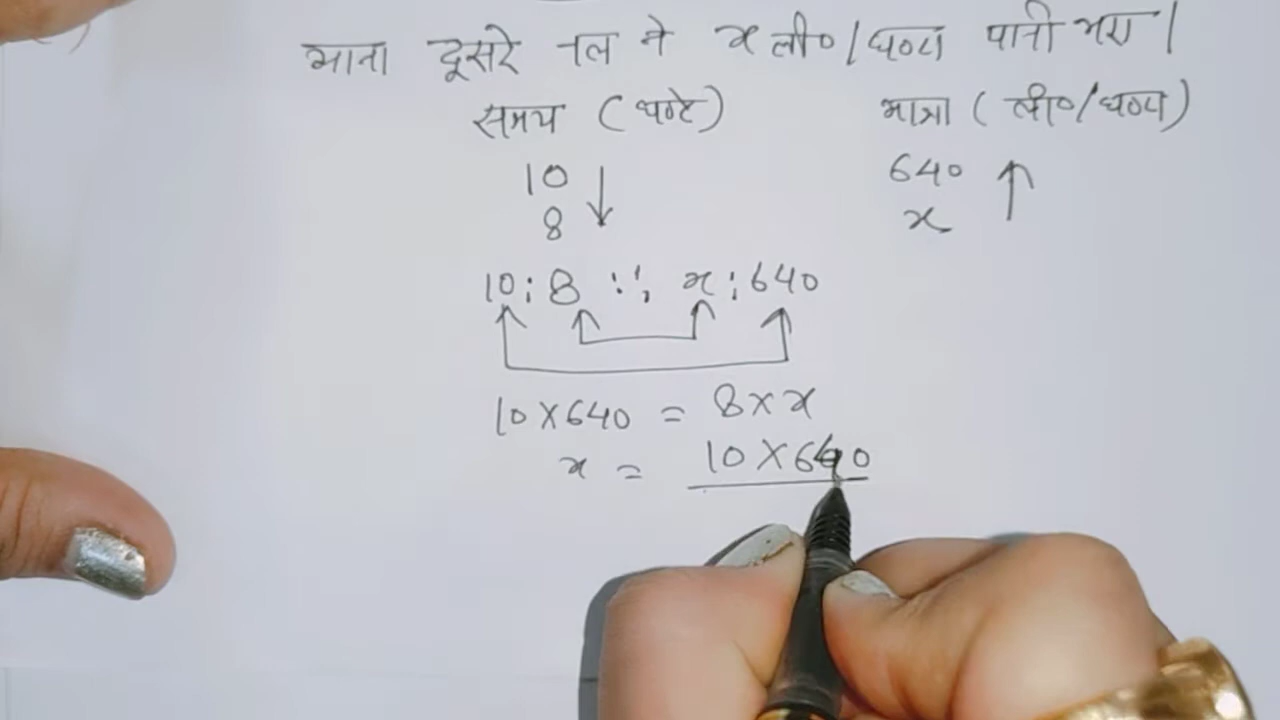 माना दूसरे नल ने x ली०/घण्टा पानी भरा।
समय (घण्टे) मात्रा (ली०/घण्टा)
10 ↓ 640 ↑
8 x
10:8 :: x:640
10×640 = 8×x
x = 10×640